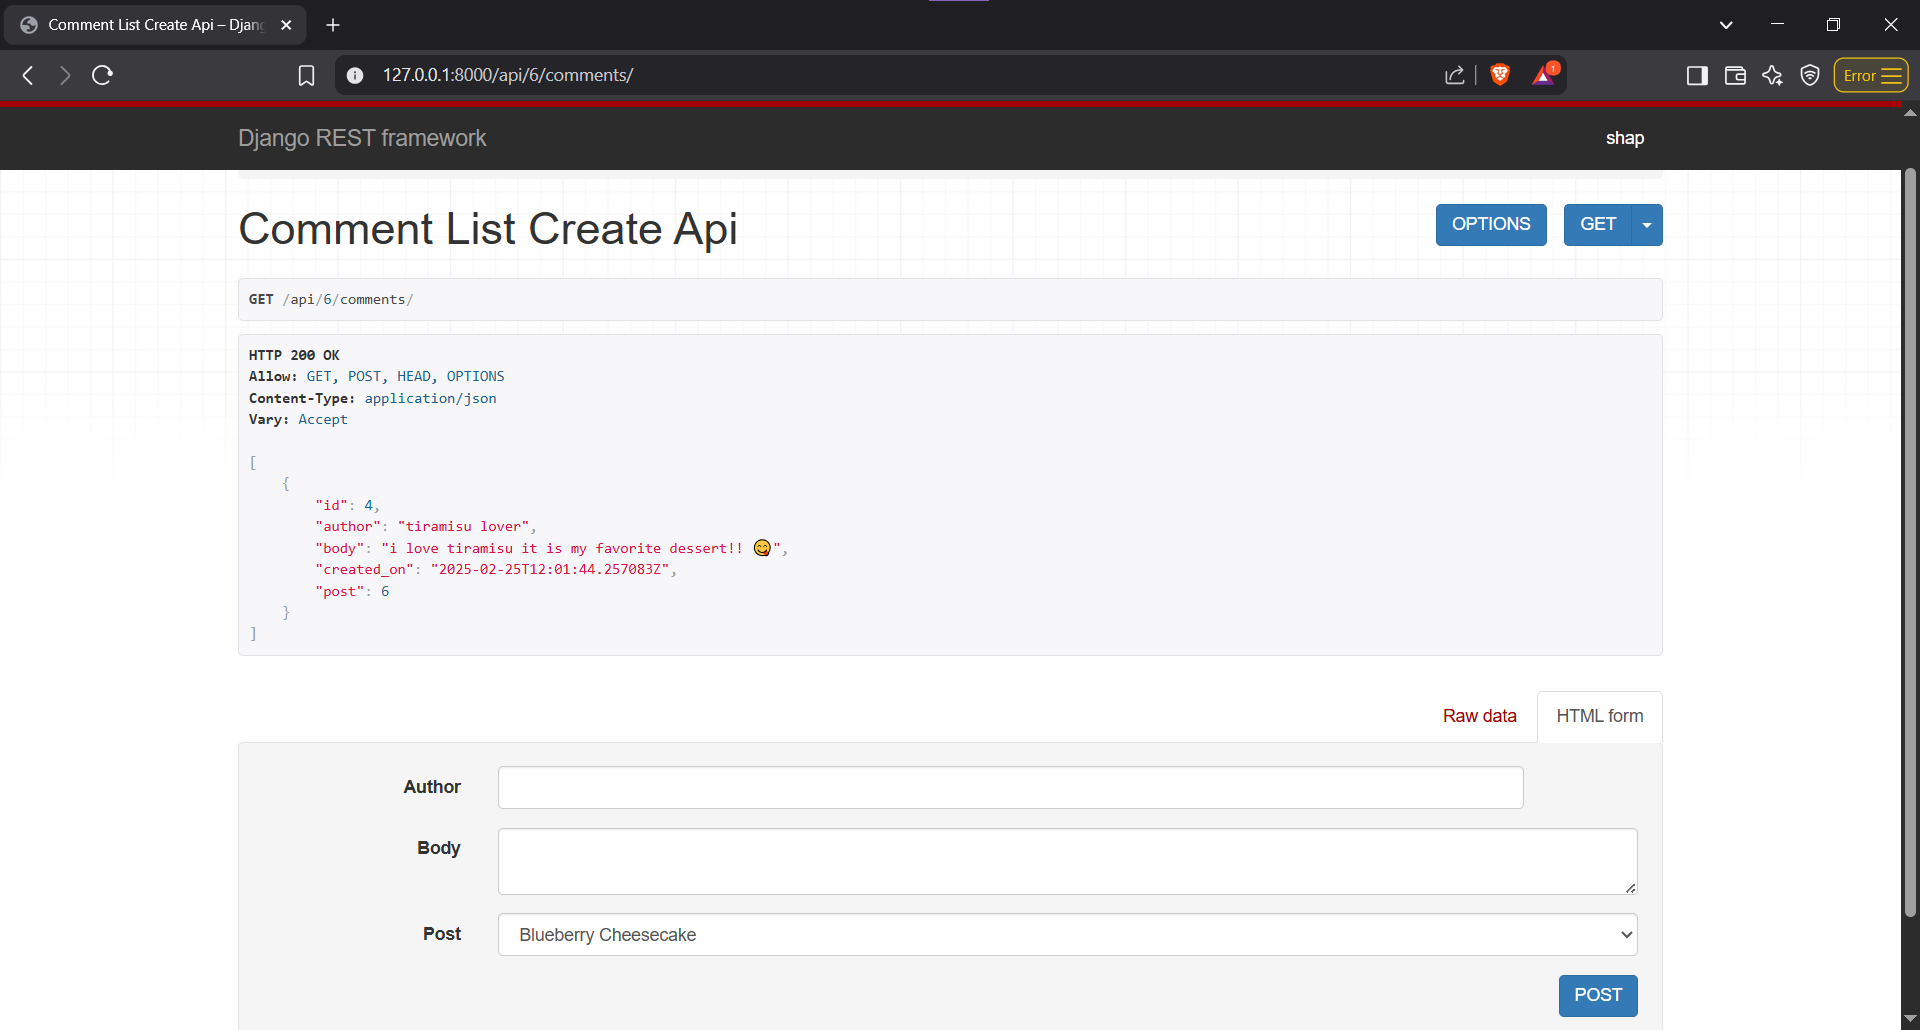 Comment List Create Api – Djan
127.0.0.1:8000/api/6/comments/
1
Error
Django REST framework
shap
Comment List Create Api
OPTIONS
GET
GET /api/6/comments/
HTTP 200 OK
Allow: GET, POST, HEAD, OPTIONS
Content-Type: application/json
Vary: Accept
[
{
"id": 4,
"author": "tiramisu lover",
"body": "i love tiramisu it is my favorite dessert!! 😋",
"created_on": "2025-02-25T12:01:44.257083Z",
"post": 6
}
]
Raw data
HTML form
Author
Body
Post
Blueberry Cheesecake
POST